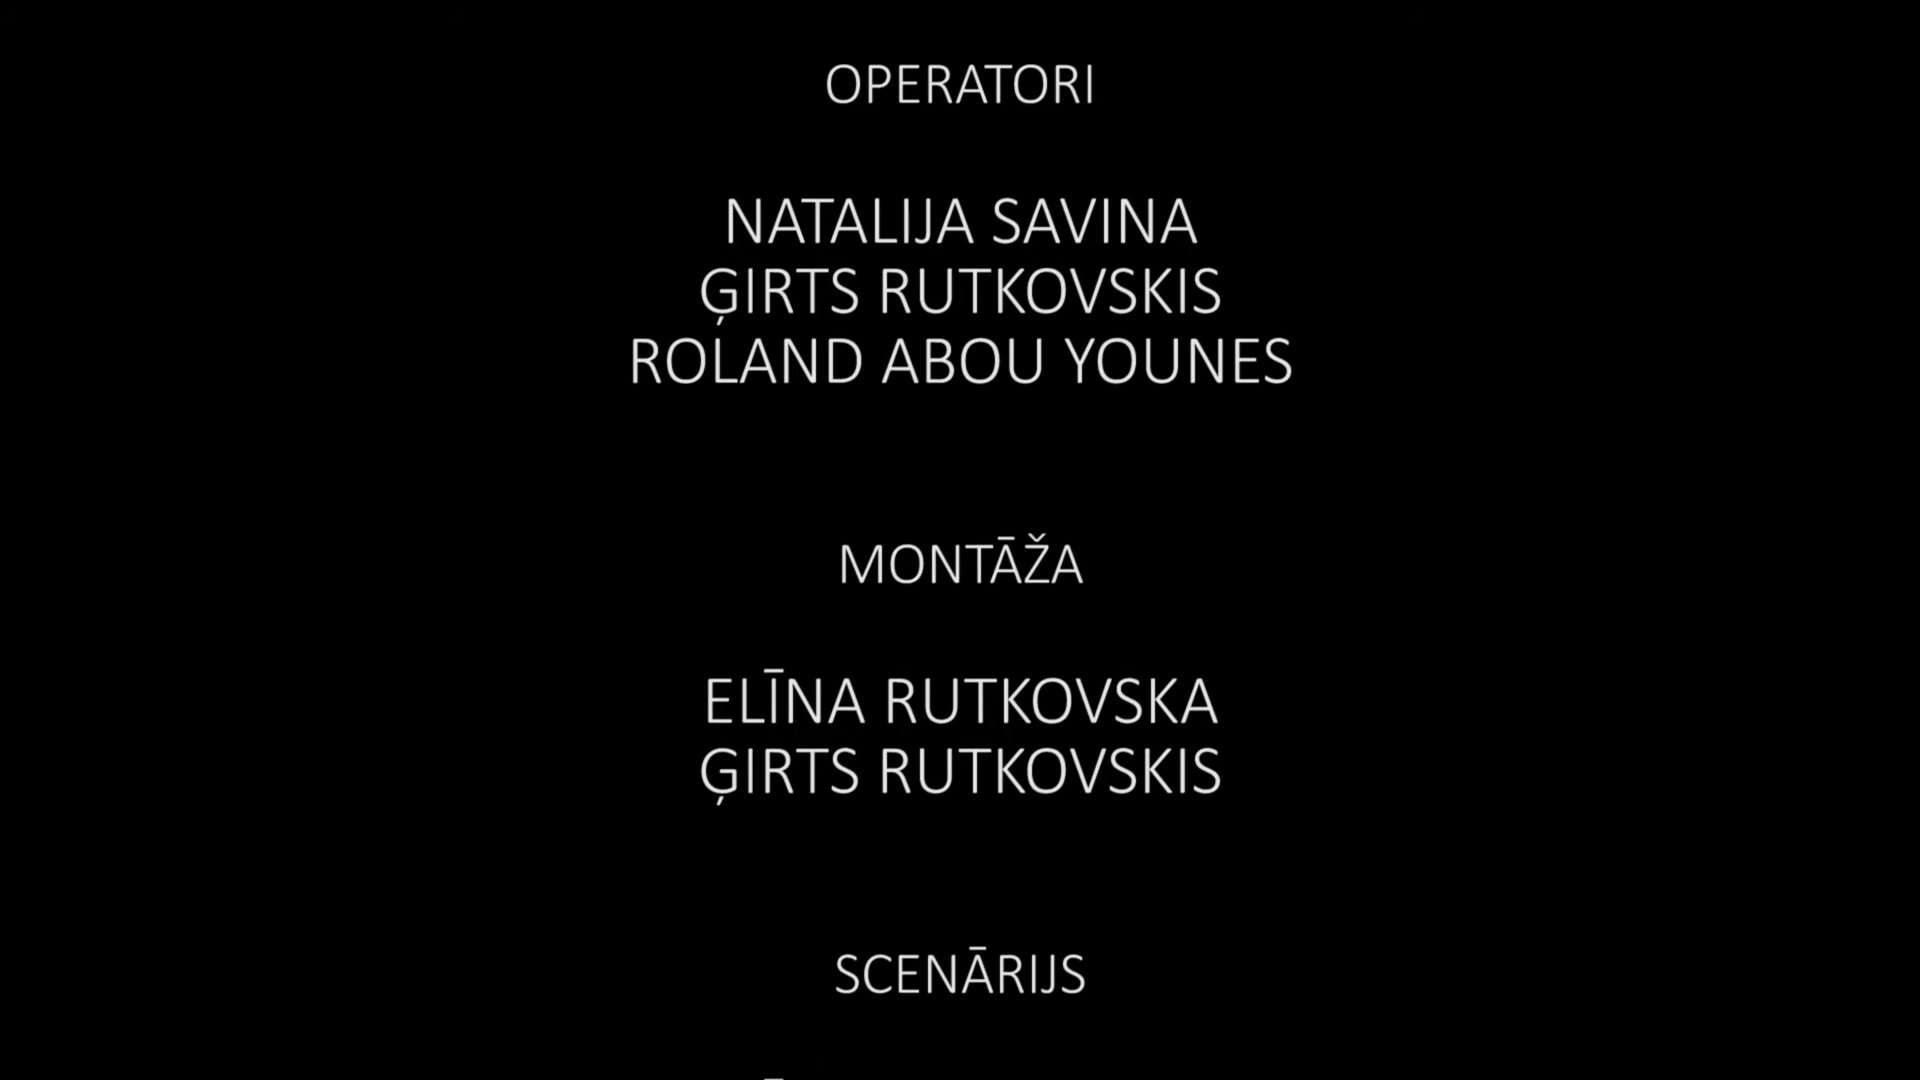 OPERATORI
NATALIJA SAVINA
ĢIRTS RUTKOVSKIS
ROLAND ABOU YOUNES
MONTĀŽA
ELĪNA RUTKOVSKA
ĢIRTS RUTKOVSKIS
SCENĀRIJS